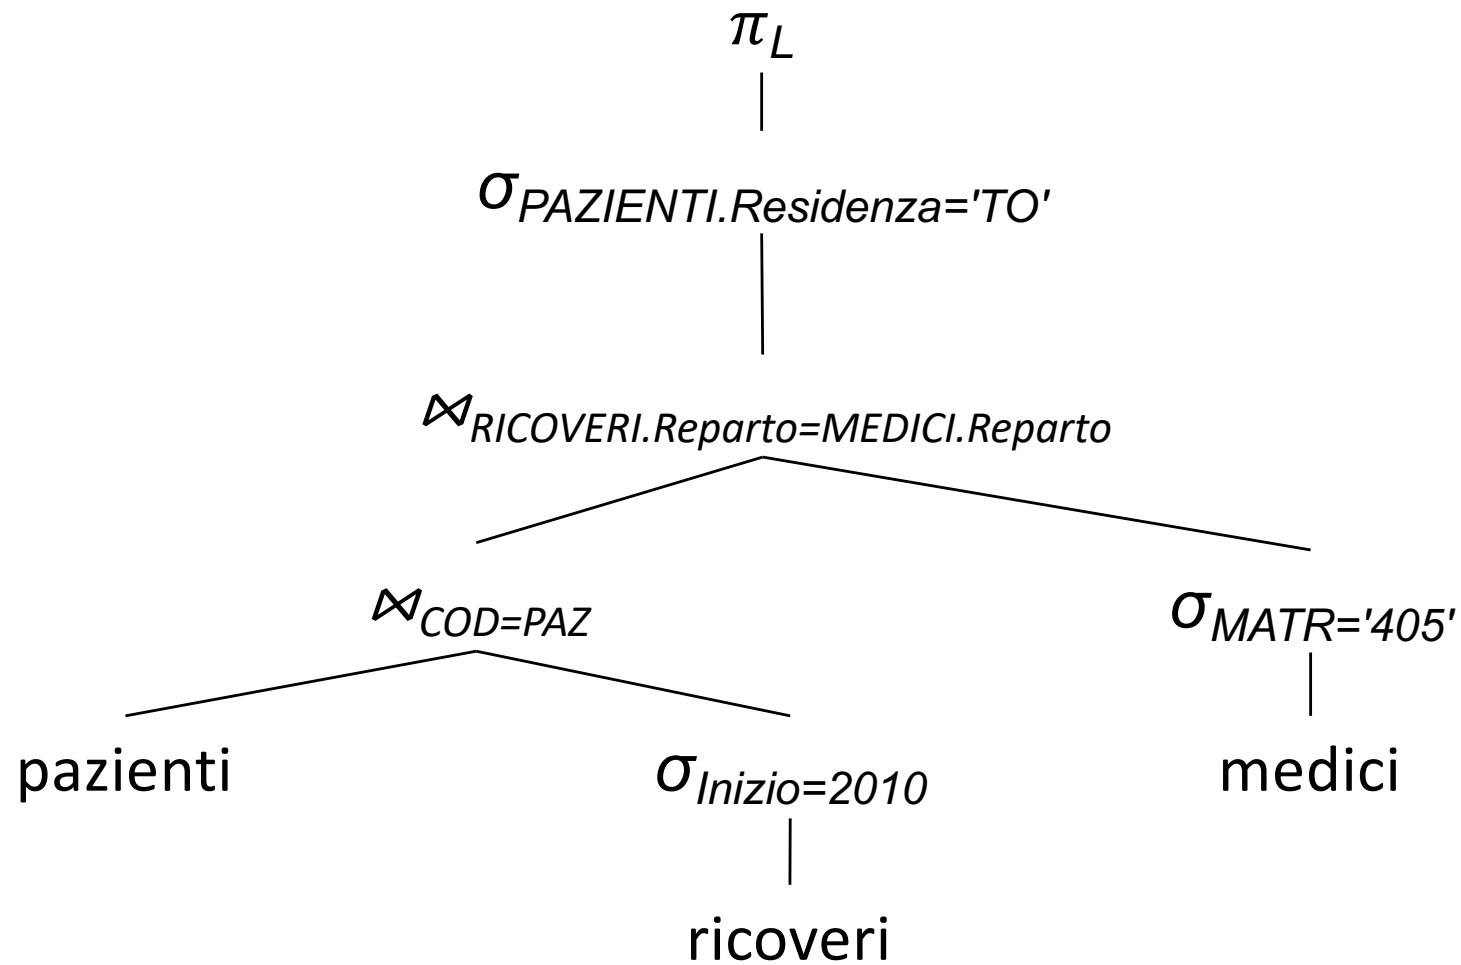 π_L
σ_PAZIENTI.Residenza='TO'
⋈_RICOVERI.Reparto=MEDICI.Reparto
⋈_COD=PAZ
σ_MATR='405'
pazienti
σ_Inizio=2010
medici
ricoveri